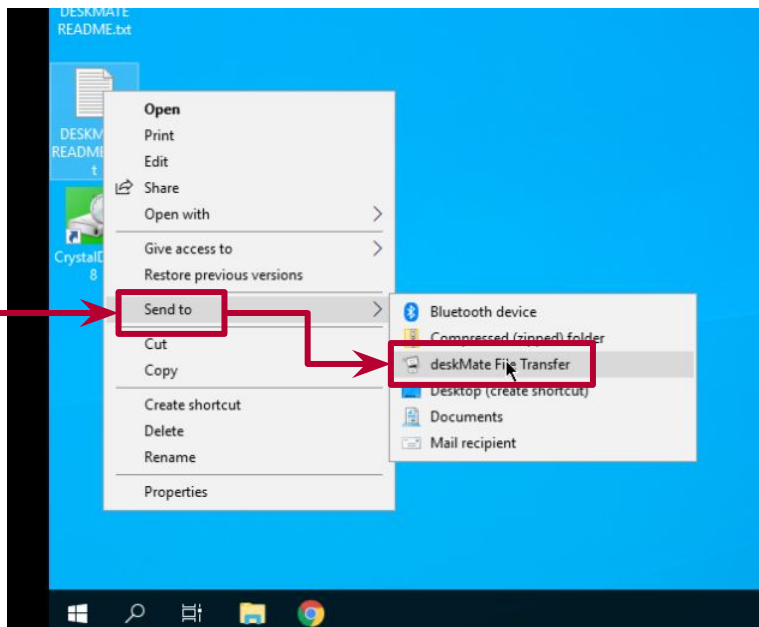 DESKMATE
README.txt
DESKM
README
t
CrystalD
8
Open
Print
Edit
Share
Open with
Give access to
Restore previous versions
Send to
Cut
Copy
Create shortcut
Delete
Rename
Properties
Bluetooth device
Compressed (zipped) folder
deskMate File Transfer
Desktop (create shortcut)
Documents
Mail recipient